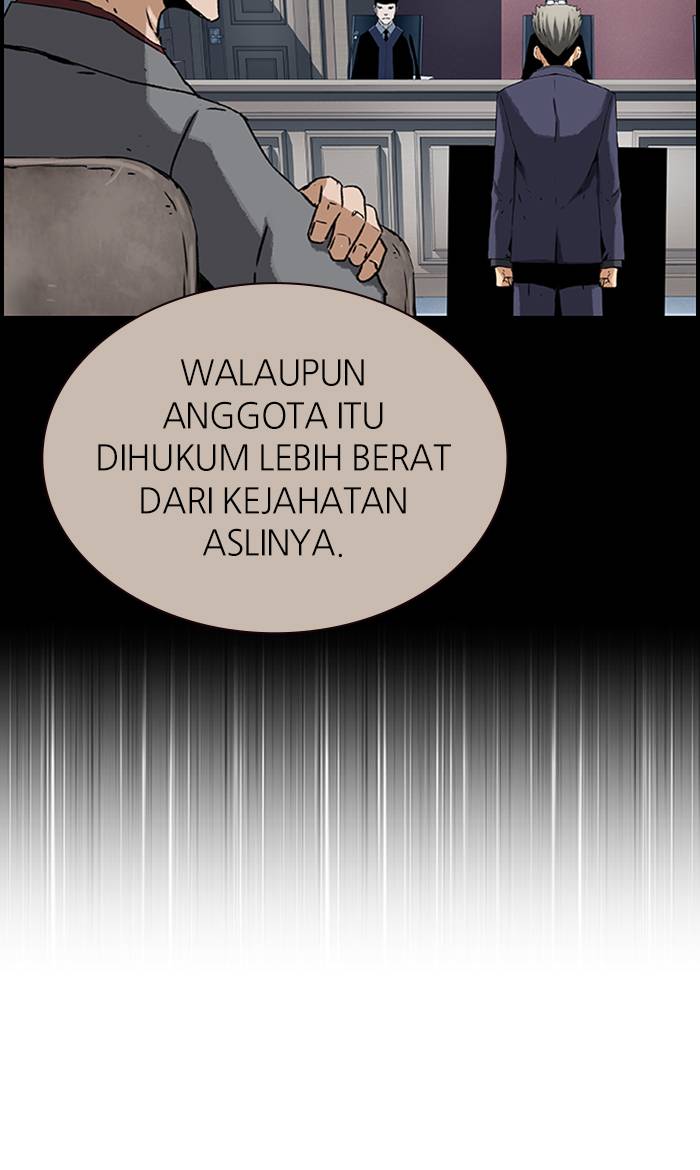 WALAUPUN
ANGGOTA ITU
DIHUKUM LEBIH BERAT
DARI KEJAHATAN
ASLINYA.